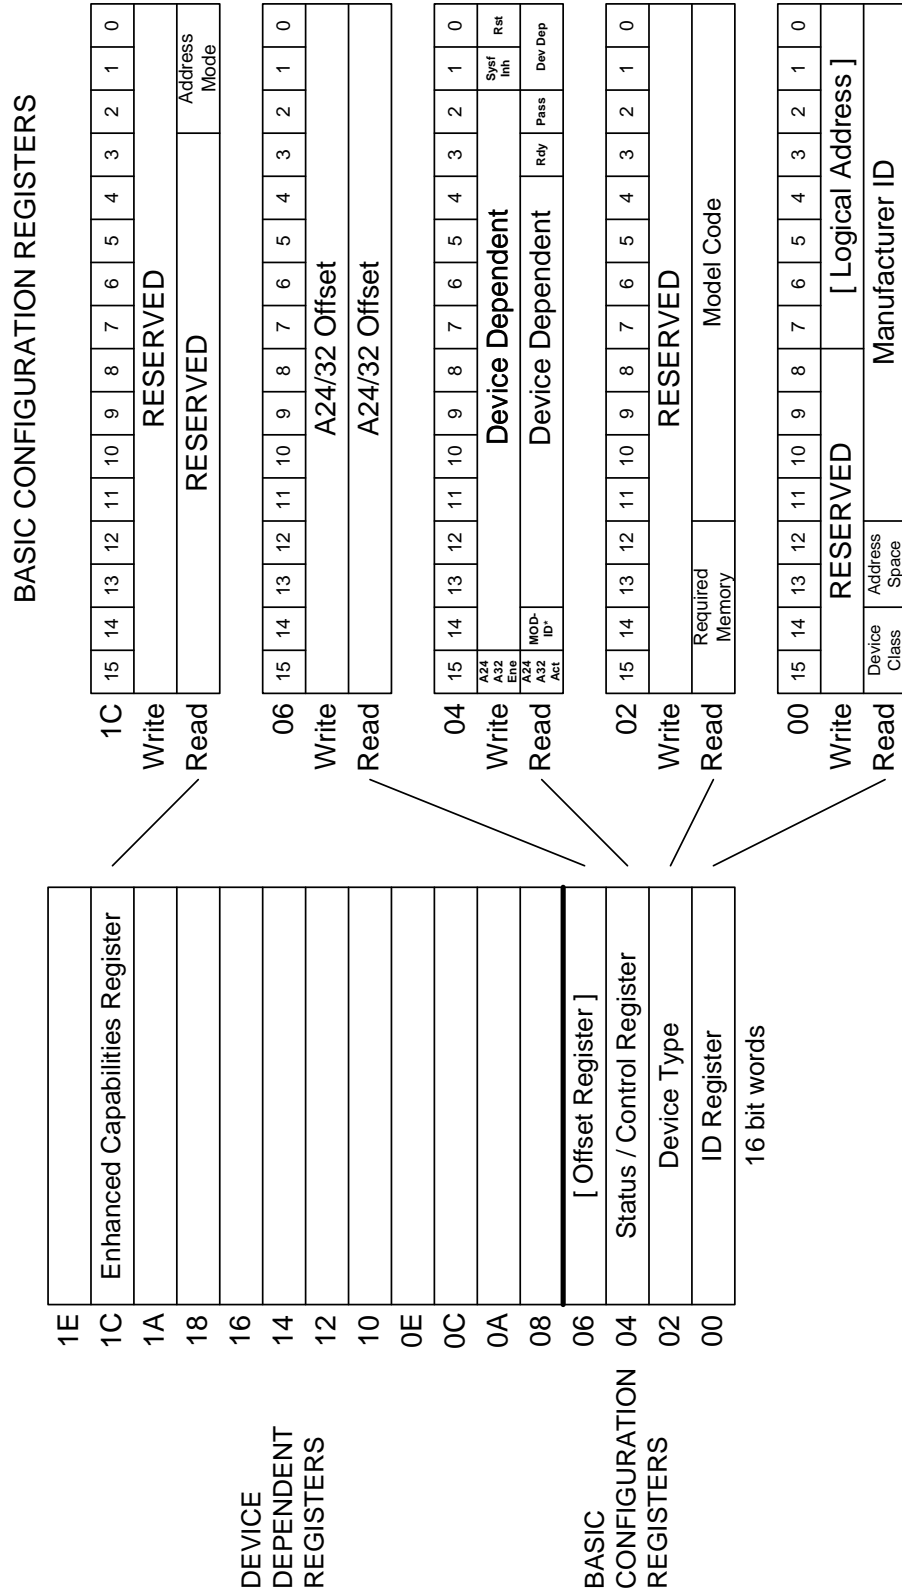 BASIC CONFIGURATION REGISTERS
DEVICE
DEPENDENT
REGISTERS
BASIC
CONFIGURATION
REGISTERS
1E
1C Enhanced Capabilities Register
1A
18
16
14
12
10
0E
0C
0A
08
06 [ Offset Register ]
04 Status / Control Register
02 Device Type
00 ID Register
16 bit words
1C 15 14 13 12 11 10 9 8 7 6 5 4 3 2 1 0
Write RESERVED
Read RESERVED Address
Mode
06 15 14 13 12 11 10 9 8 7 6 5 4 3 2 1 0
Write A24/32 Offset
Read A24/32 Offset
04 15 14 13 12 11 10 9 8 7 6 5 4 3 2 1 0
Write A24
A32
Ene Device Dependent Sysf
Inh Rst
Read A24
A32
Act MOD-
ID* Device Dependent Rdy Pass Dev Dep
02 15 14 13 12 11 10 9 8 7 6 5 4 3 2 1 0
Write RESERVED
Read Required
Memory Model Code
00 15 14 13 12 11 10 9 8 7 6 5 4 3 2 1 0
Write RESERVED [ Logical Address ]
Read Device
Class Address
Space Manufacturer ID